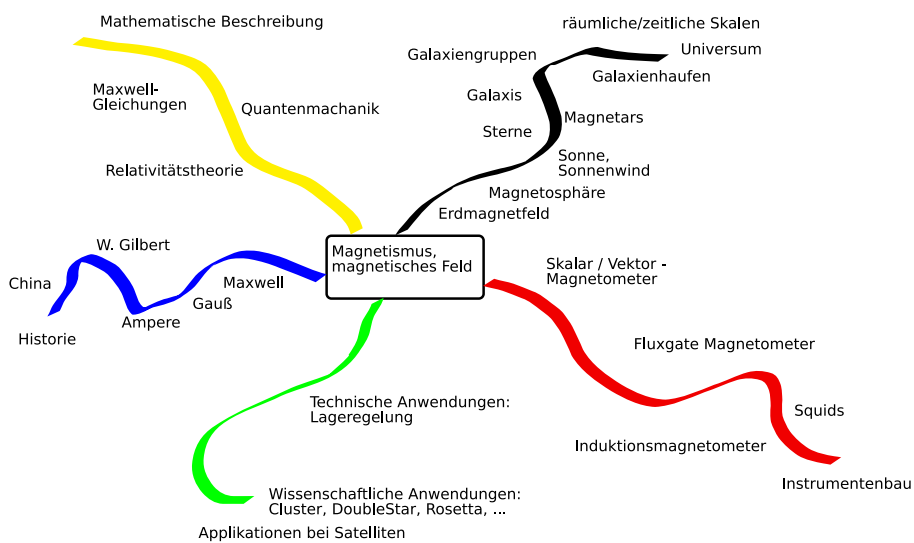 Mathematische Beschreibung
Maxwell-
Gleichungen
Quantenmachanik
Relativitätstheorie
räumliche/zeitliche Skalen
Universum
Galaxiengruppen
Galaxienhaufen
Galaxis
Magnetars
Sterne
Sonne,
Sonnenwind
Magnetosphäre
Erdmagnetfeld
Magnetismus,
magnetisches Feld
W. Gilbert
China
Maxwell
Gauß
Ampere
Historie
Skalar / Vektor -
Magnetometer
Fluxgate Magnetometer
Squids
Induktionsmagnetometer
Instrumentenbau
Technische Anwendungen:
Lageregelung
Wissenschaftliche Anwendungen:
Cluster, DoubleStar, Rosetta, ...
Applikationen bei Satelliten